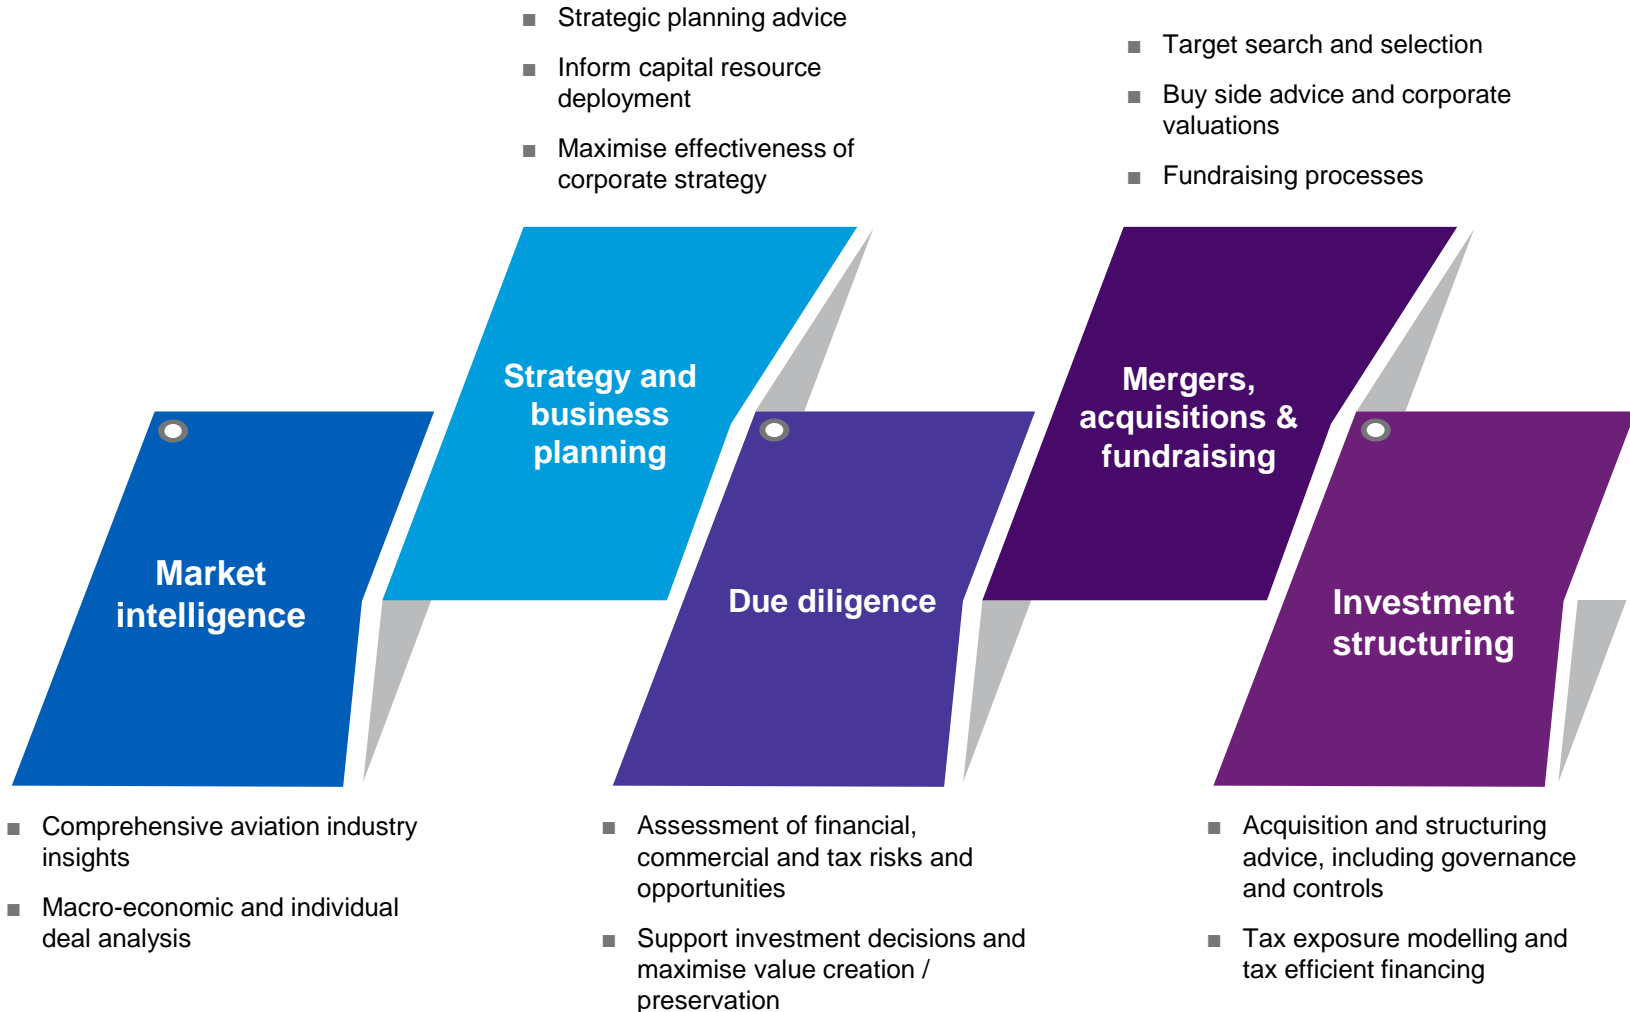 ■ Strategic planning advice
■ Inform capital resource
deployment
■ Maximise effectiveness of
corporate strategy
■ Target search and selection
■ Buy side advice and corporate
valuations
■ Fundraising processes
Strategy and
business
planning
Mergers,
acquisitions &
fundraising
Market
intelligence
Due diligence
Investment
structuring
■ Comprehensive aviation industry
insights
■ Macro-economic and individual
deal analysis
■ Assessment of financial,
commercial and tax risks and
opportunities
■ Support investment decisions and
maximise value creation /
preservation
■ Acquisition and structuring
advice, including governance
and controls
■ Tax exposure modelling and
tax efficient financing